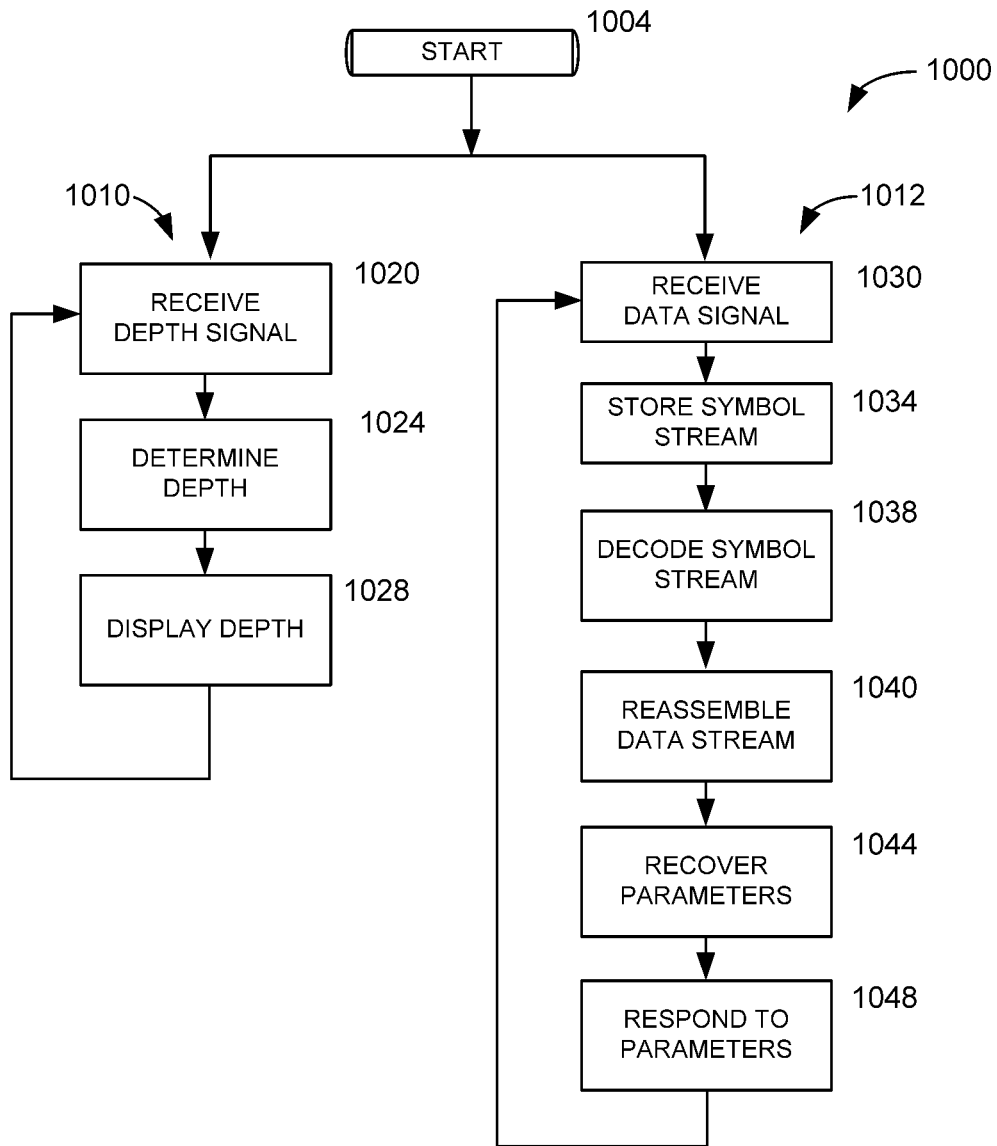 1004
START
1000
1010
1012
1020
RECEIVE
DEPTH SIGNAL
1024
DETERMINE
DEPTH
1028
DISPLAY DEPTH
1030
RECEIVE
DATA SIGNAL
1034
STORE SYMBOL
STREAM
1038
DECODE SYMBOL
STREAM
1040
REASSEMBLE
DATA STREAM
1044
RECOVER
PARAMETERS
1048
RESPOND TO
PARAMETERS